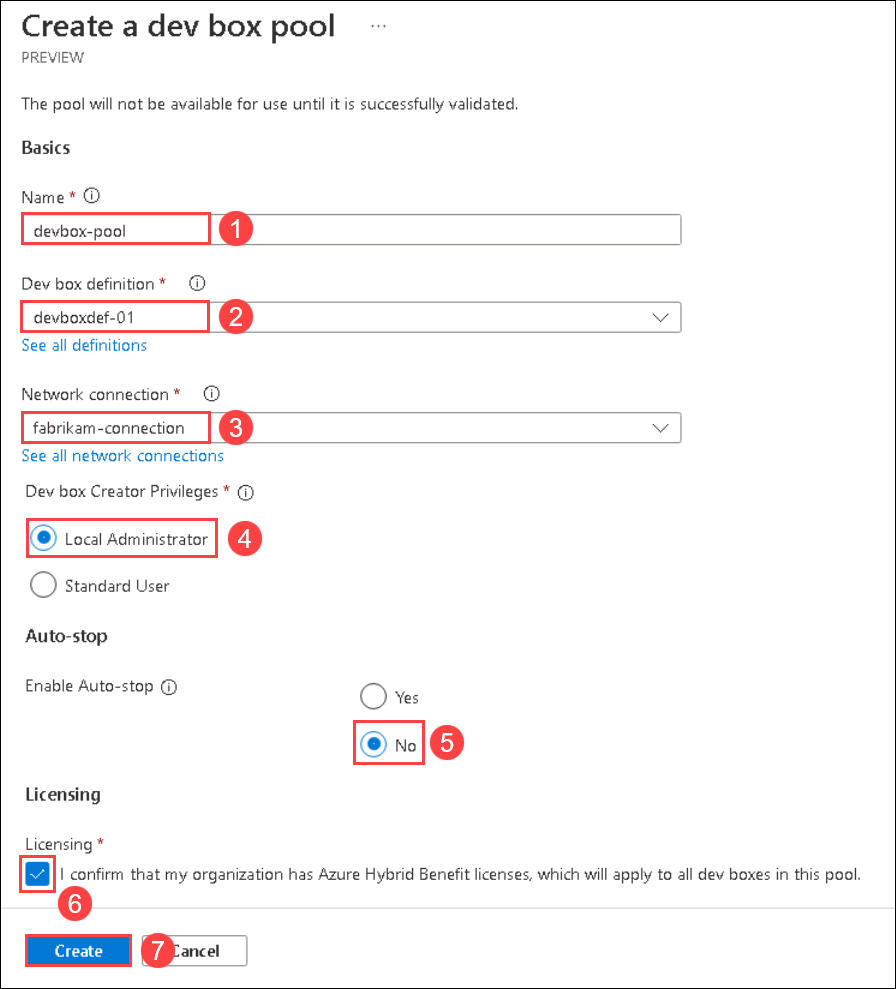 Create a dev box pool ...
PREVIEW
The pool will not be available for use until it is successfully validated.
Basics
Name *
devbox-pool 1
Dev box definition *
devboxdef-01 2
See all definitions
Network connection *
fabrikam-connection 3
See all network connections
Dev box Creator Privileges *
Local Administrator 4
Standard User
Auto-stop
Enable Auto-stop
Yes
No 5
Licensing
Licensing *
I confirm that my organization has Azure Hybrid Benefit licenses, which will apply to all dev boxes in this pool.
6
Create 7 Cancel